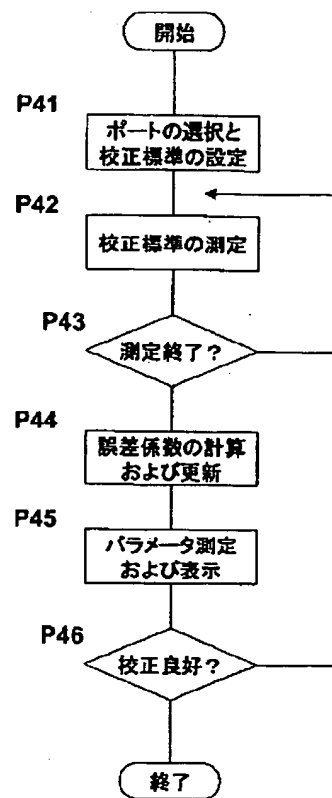 開始
P41
ポートの選択と
校正標準の設定
P42
校正標準の測定
P43
測定終了?
P44
誤差係数の計算
および更新
P45
パラメータ測定
および表示
P46
校正良好?
終了